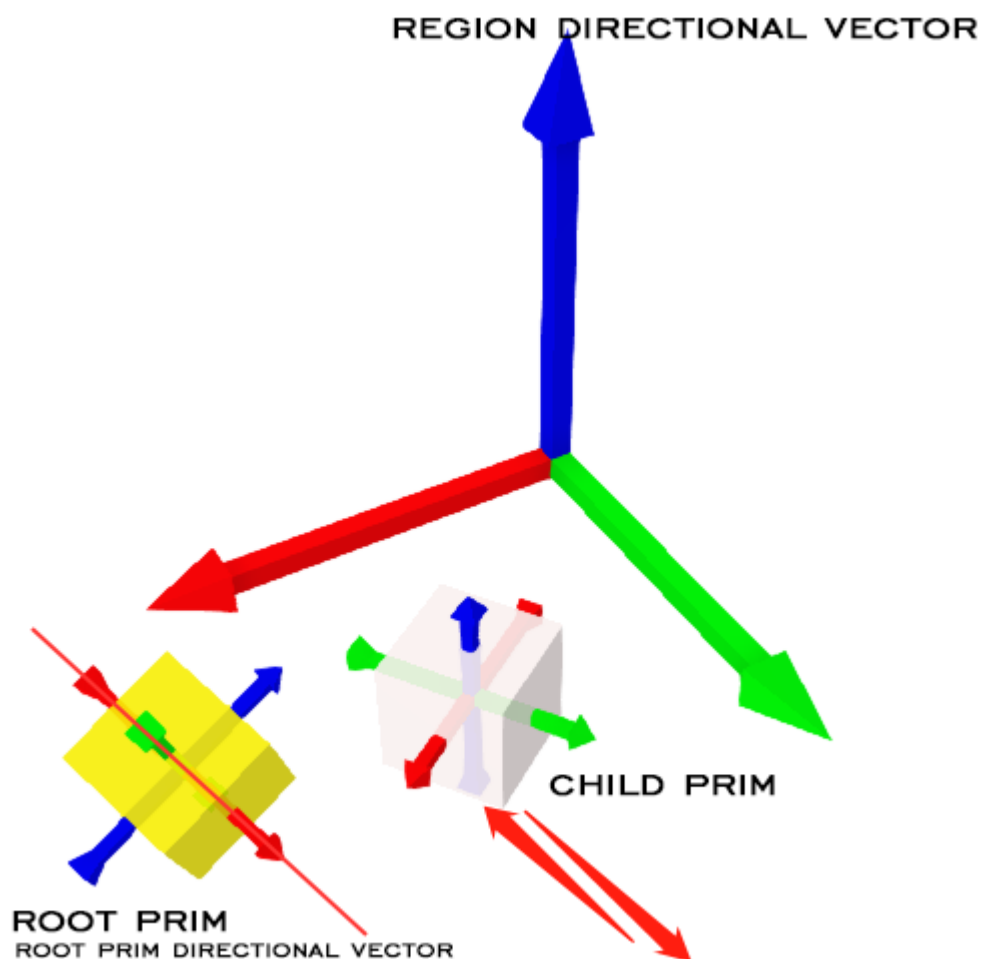 REGION DIRECTIONAL VECTOR
CHILD PRIM
ROOT PRIM
ROOT PRIM DIRECTIONAL VECTOR